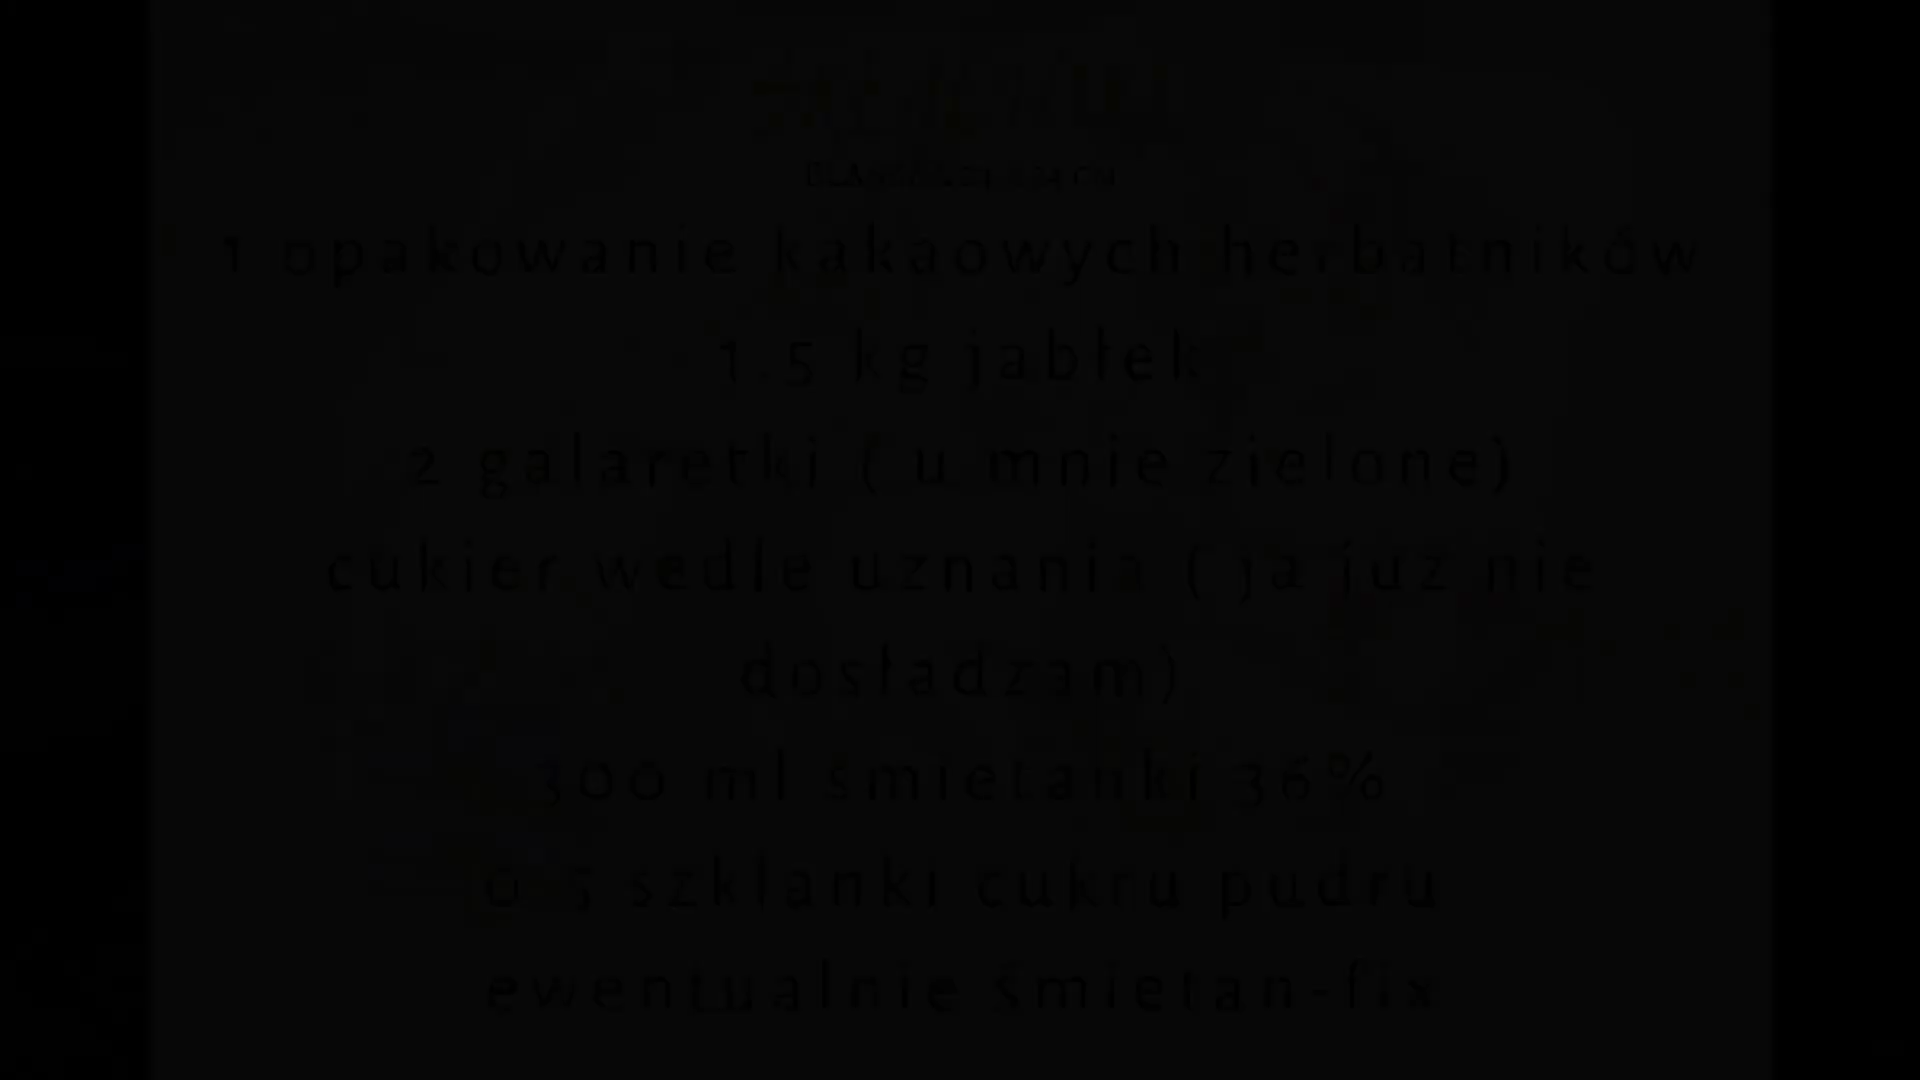 1 opakowanie kakaowych herbatników
1.5 kg jabłek
2 galaretki ( u mnie zielone)
cukier wedle uznania ( ja już nie
dosładzam)
300 ml śmietanki 36%
0.5 szklanki cukru pudru
ewentualnie śmietan-fix